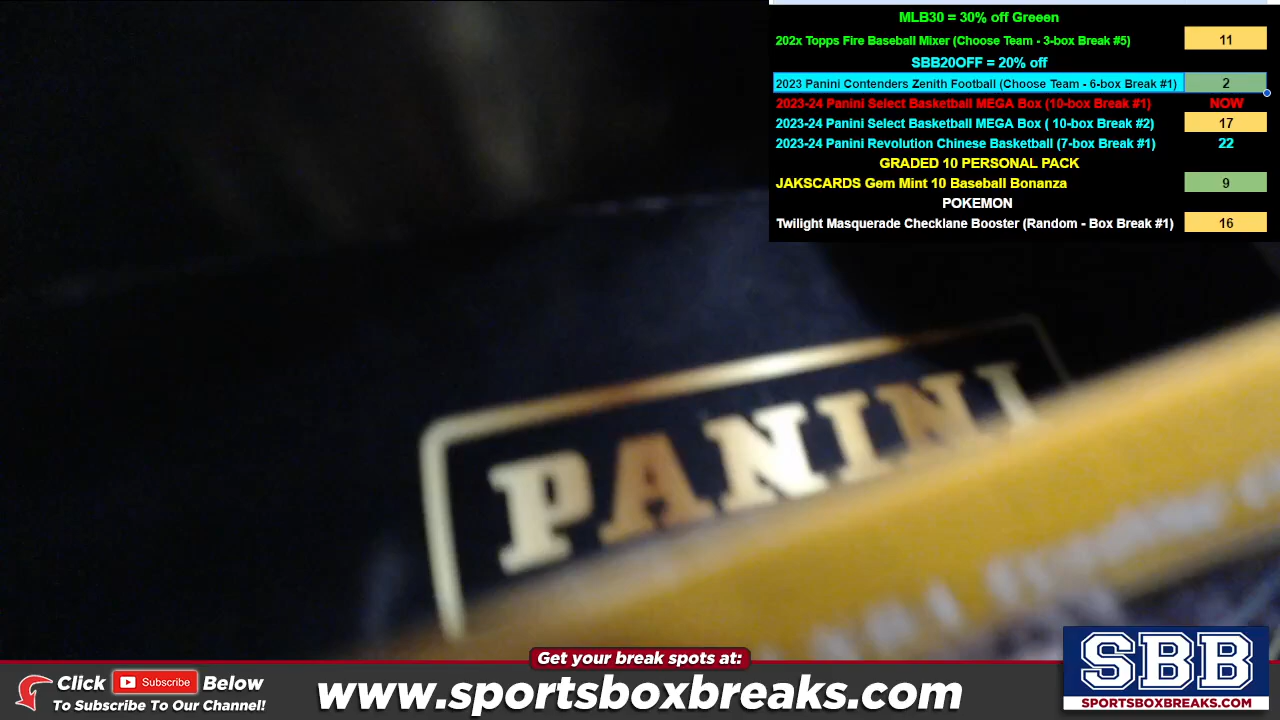 MLB30 = 30% off Greeen
202x Topps Fire Baseball Mixer (Choose Team - 3-box Break #5) 11
SBB20OFF = 20% off
2023 Panini Contenders Zenith Football (Choose Team - 6-box Break #1) 2
2023-24 Panini Select Basketball MEGA Box (10-box Break #1) NOW
2023-24 Panini Select Basketball MEGA Box ( 10-box Break #2) 17
2023-24 Panini Revolution Chinese Basketball (7-box Break #1) 22
GRADED 10 PERSONAL PACK
JAKSCARDS Gem Mint 10 Baseball Bonanza 9
POKEMON
Twilight Masquerade Checklane Booster (Random - Box Break #1) 16
PANINI
Get your break spots at:
Click Subscribe Below
To Subscribe To Our Channel!
www.sportsboxbreaks.com
SBB
SPORTSBOXBREAKS.COM